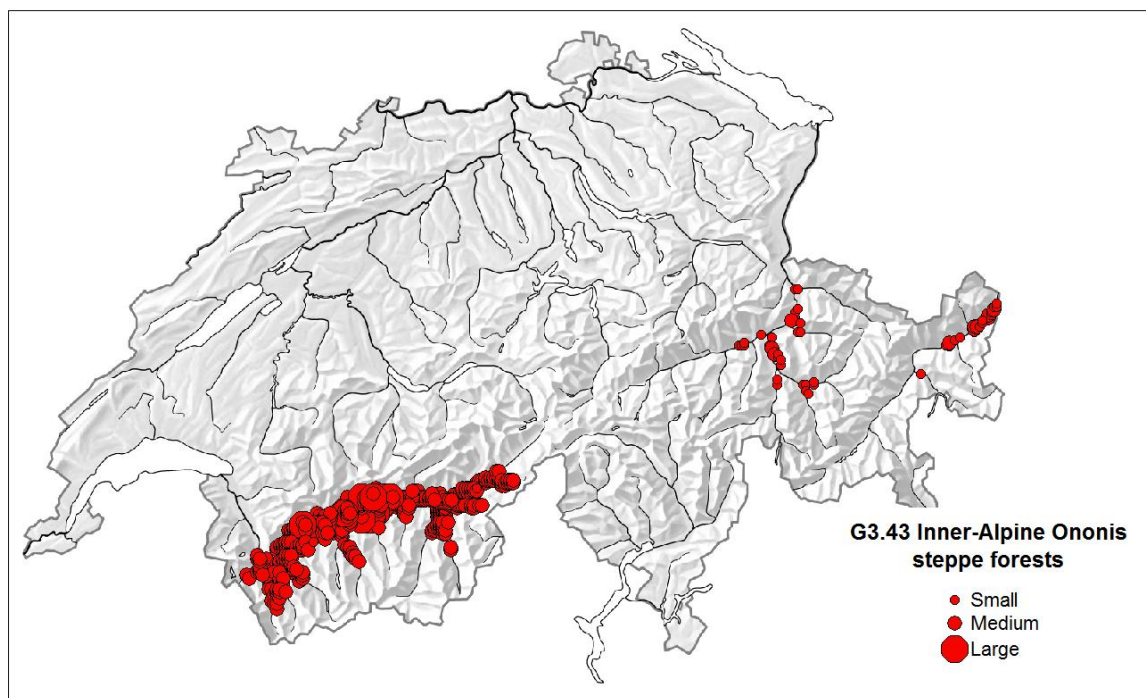 G3.43 Inner-Alpine Ononis
steppe forests
Small
Medium
Large